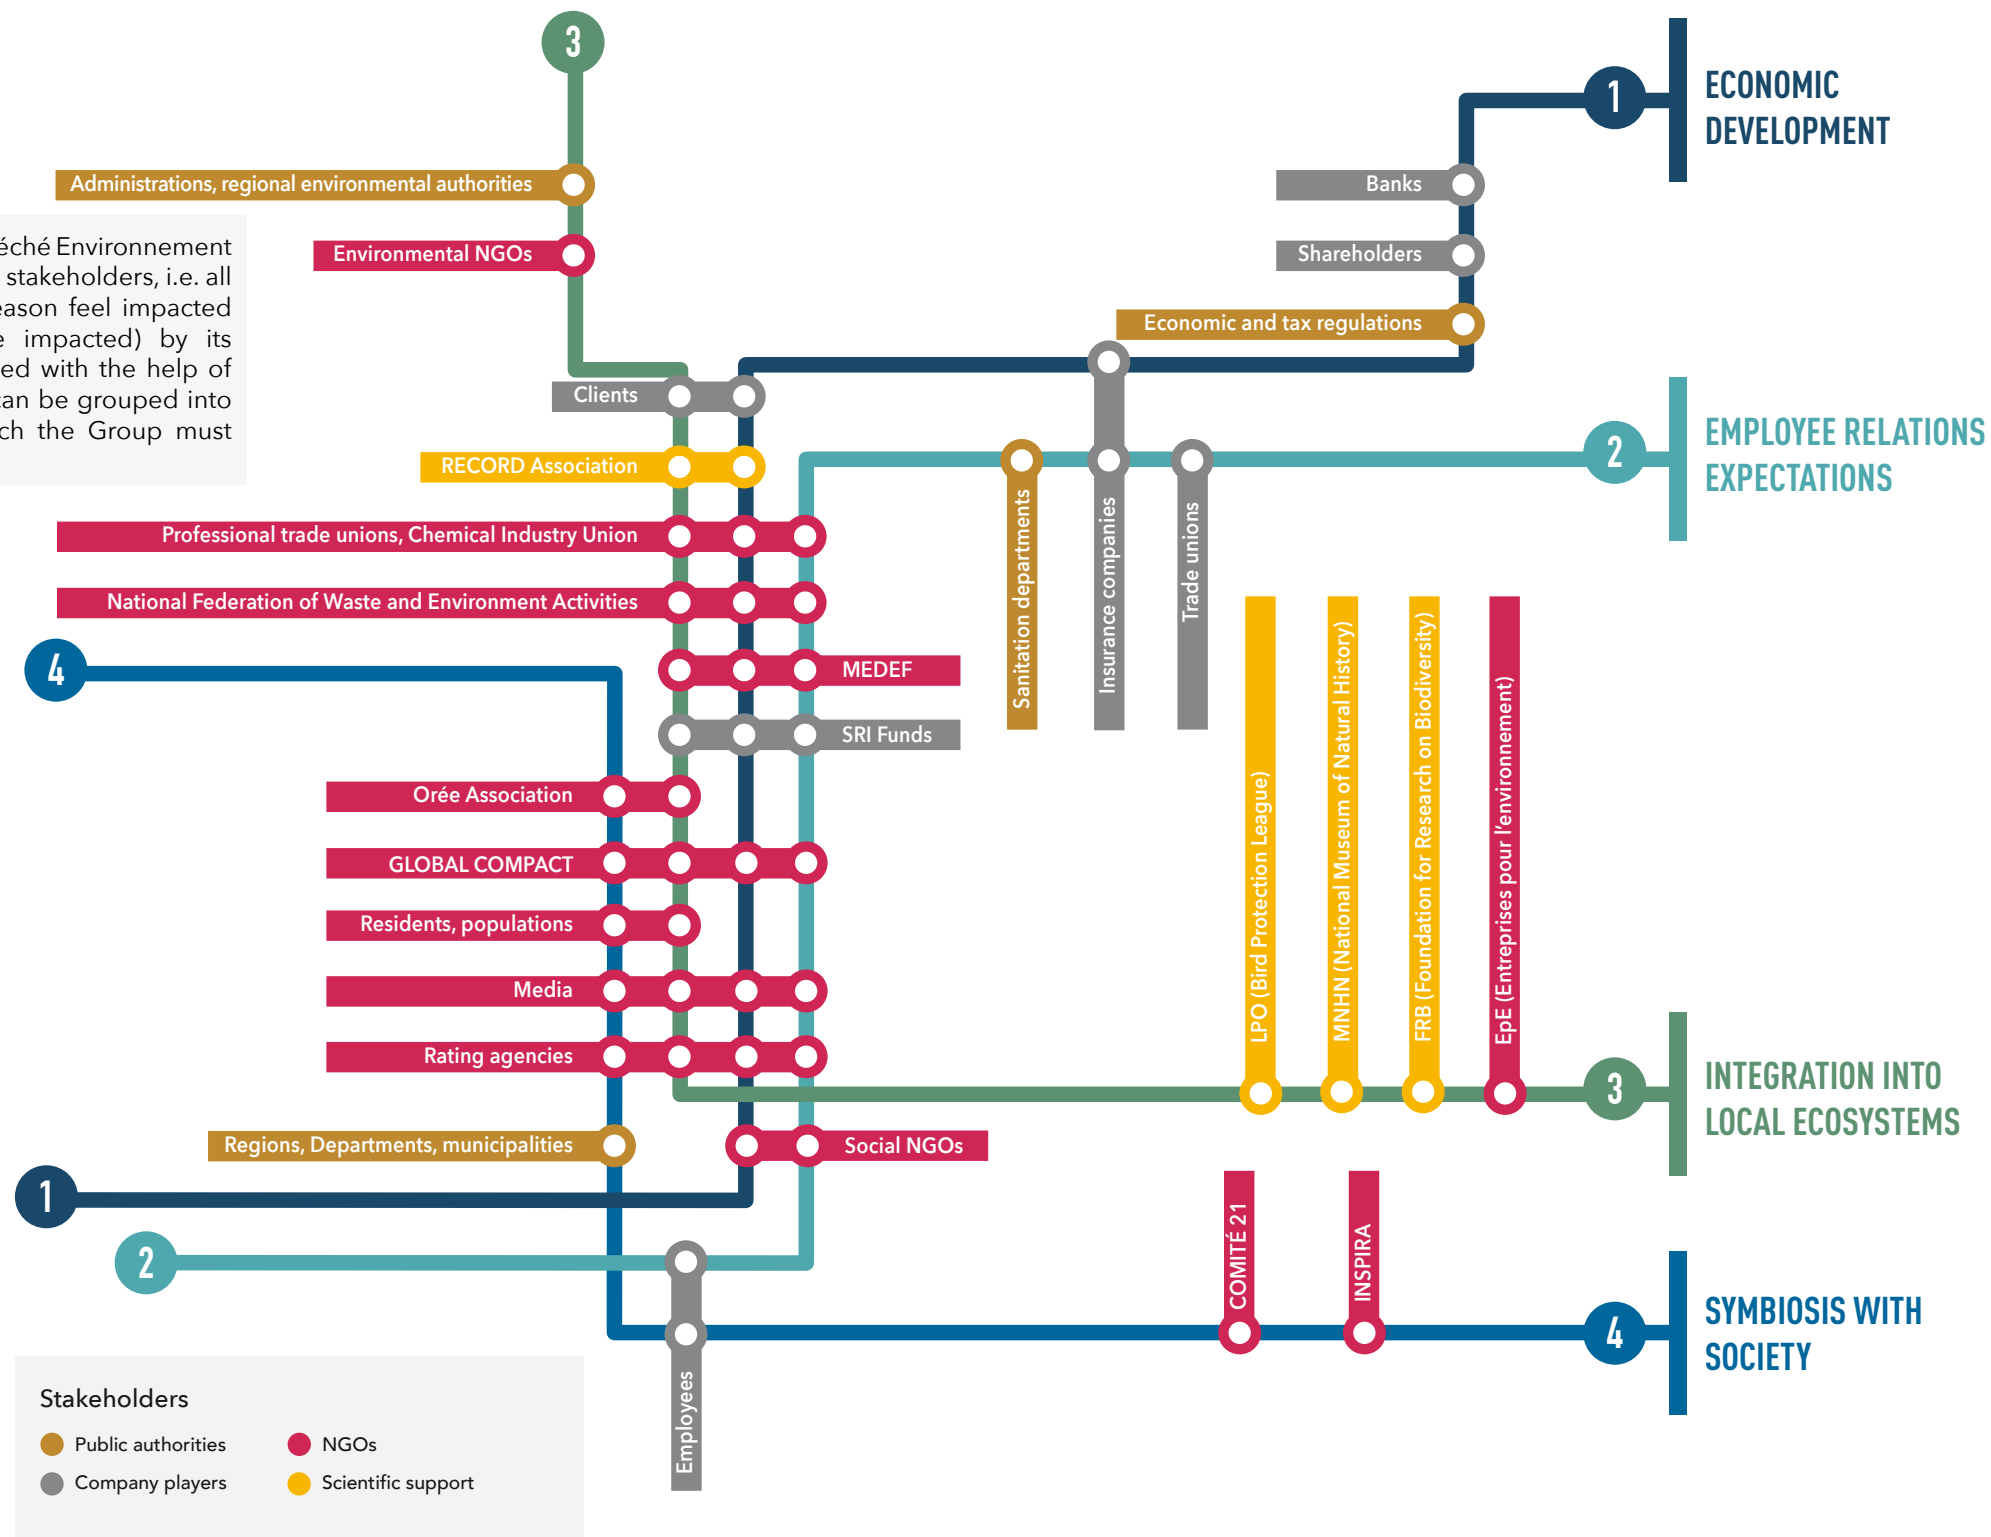 3
1
ECONOMIC
DEVELOPMENT
Administrations, regional environmental authorities
Banks
éché Environnement
stakeholders, i.e. all
eason feel impacted
e impacted) by its
ed with the help of
can be grouped into
ch the Group must
Environmental NGOs
Shareholders
Economic and tax regulations
Clients
2
EMPLOYEE RELATIONS
EXPECTATIONS
RECORD Association
Sanitation departments
Insurance companies
Trade unions
Professional trade unions, Chemical Industry Union
National Federation of Waste and Environment Activities
4
MEDEF
SRI Funds
LPO (Bird Protection League)
MNHN (National Museum of Natural History)
FRB (Foundation for Research on Biodiversity)
EpE (Entreprises pour l'environnement)
Orée Association
GLOBAL COMPACT
Residents, populations
Media
Rating agencies
3
INTEGRATION INTO
LOCAL ECOSYSTEMS
Regions, Departments, municipalities
Social NGOs
1
2
COMITÉ 21
INSPIRA
4
SYMBIOSIS WITH
SOCIETY
Employees
Stakeholders
Public authorities
NGOs
Company players
Scientific support